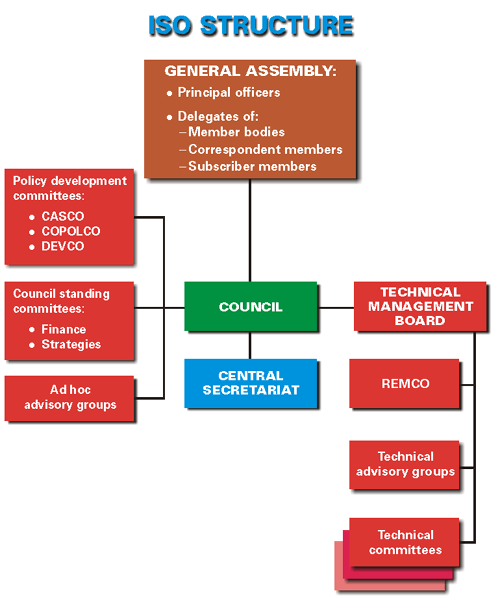 ISO STRUCTURE
GENERAL ASSEMBLY:
• Principal officers
• Delegates of:
– Member bodies
– Correspondent members
– Subscriber members
Policy development
committees:
• CASCO
• COPOLCO
• DEVCO
Council standing
committees:
• Finance
• Strategies
Ad hoc
advisory groups
COUNCIL
CENTRAL
SECRETARIAT
TECHNICAL
MANAGEMENT
BOARD
REMCO
Technical
advisory groups
Technical
committees